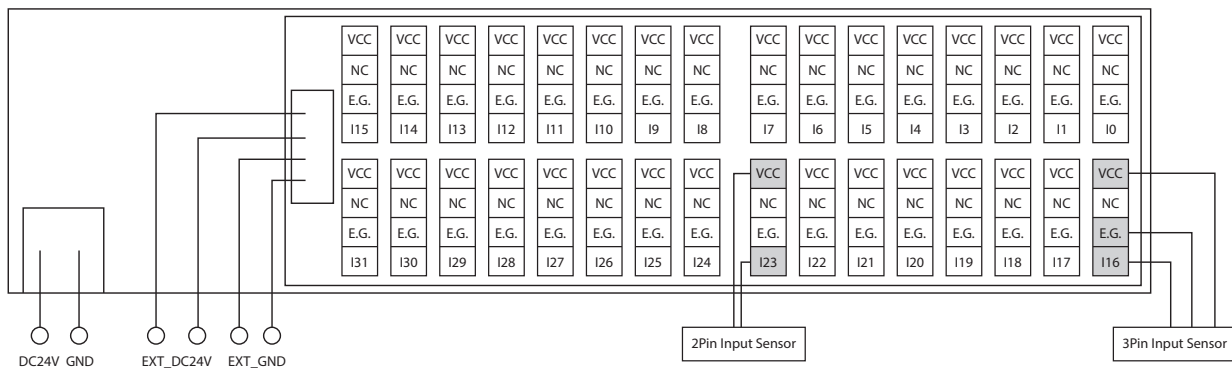 VCC VCC VCC VCC VCC VCC VCC VCC VCC VCC VCC VCC VCC VCC VCC VCC
NC NC NC NC NC NC NC NC NC NC NC NC NC NC NC NC
E.G. E.G. E.G. E.G. E.G. E.G. E.G. E.G. E.G. E.G. E.G. E.G. E.G. E.G. E.G. E.G.
I15 I14 I13 I12 I11 I10 I9 I8 I7 I6 I5 I4 I3 I2 I1 I0
VCC VCC VCC VCC VCC VCC VCC VCC VCC VCC VCC VCC VCC VCC VCC VCC
NC NC NC NC NC NC NC NC NC NC NC NC NC NC NC NC
E.G. E.G. E.G. E.G. E.G. E.G. E.G. E.G. E.G. E.G. E.G. E.G. E.G. E.G. E.G. E.G.
I31 I30 I29 I28 I27 I26 I25 I24 I23 I22 I21 I20 I19 I18 I17 I16
2Pin Input Sensor 3Pin Input Sensor
DC24V GND EXT_DC24V EXT_GND